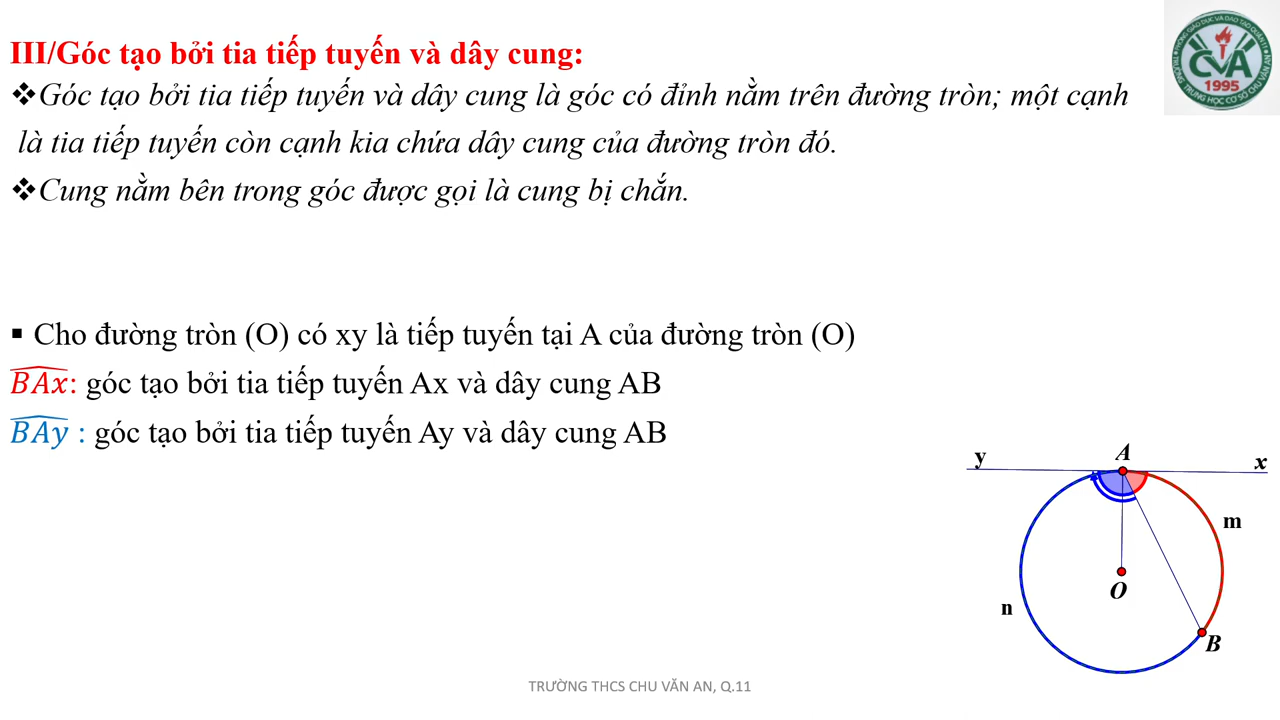 III/Góc tạo bởi tia tiếp tuyến và dây cung:
❖Góc tạo bởi tia tiếp tuyến và dây cung là góc có đỉnh nằm trên đường tròn; một cạnh
là tia tiếp tuyến còn cạnh kia chứa dây cung của đường tròn đó.
❖Cung nằm bên trong góc được gọi là cung bị chắn.
▪ Cho đường tròn (O) có xy là tiếp tuyến tại A của đường tròn (O)
$\widehat{BAx}$: góc tạo bởi tia tiếp tuyến Ax và dây cung AB
$\widehat{BAy}$ : góc tạo bởi tia tiếp tuyến Ay và dây cung AB
y
A
x
m
O
n
B
TRƯỜNG THCS CHU VĂN AN, Q.11
CVA
1995